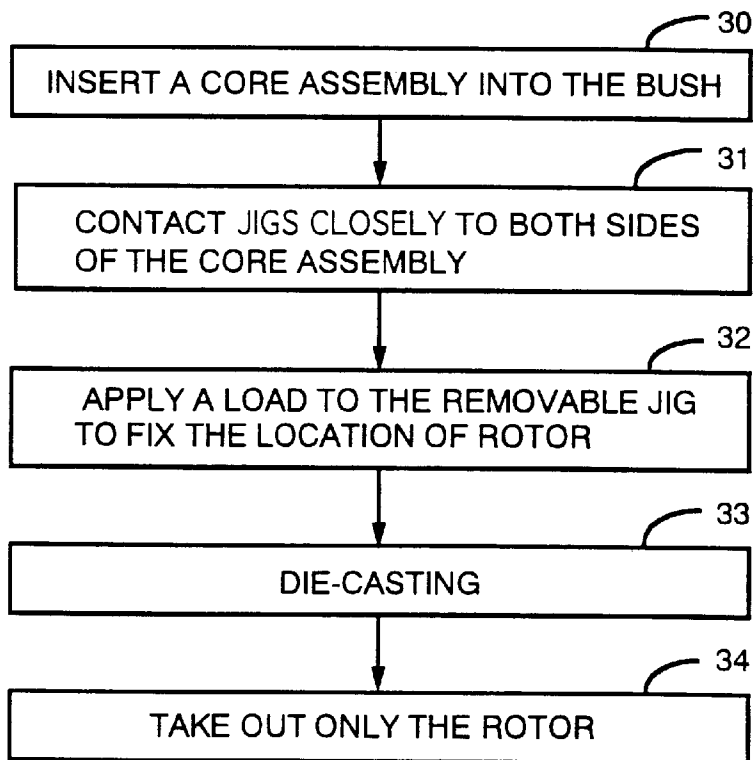 30
INSERT A CORE ASSEMBLY INTO THE BUSH
31
CONTACT JIGS CLOSELY TO BOTH SIDES
OF THE CORE ASSEMBLY
32
APPLY A LOAD TO THE REMOVABLE JIG
TO FIX THE LOCATION OF ROTOR
33
DIE-CASTING
34
TAKE OUT ONLY THE ROTOR